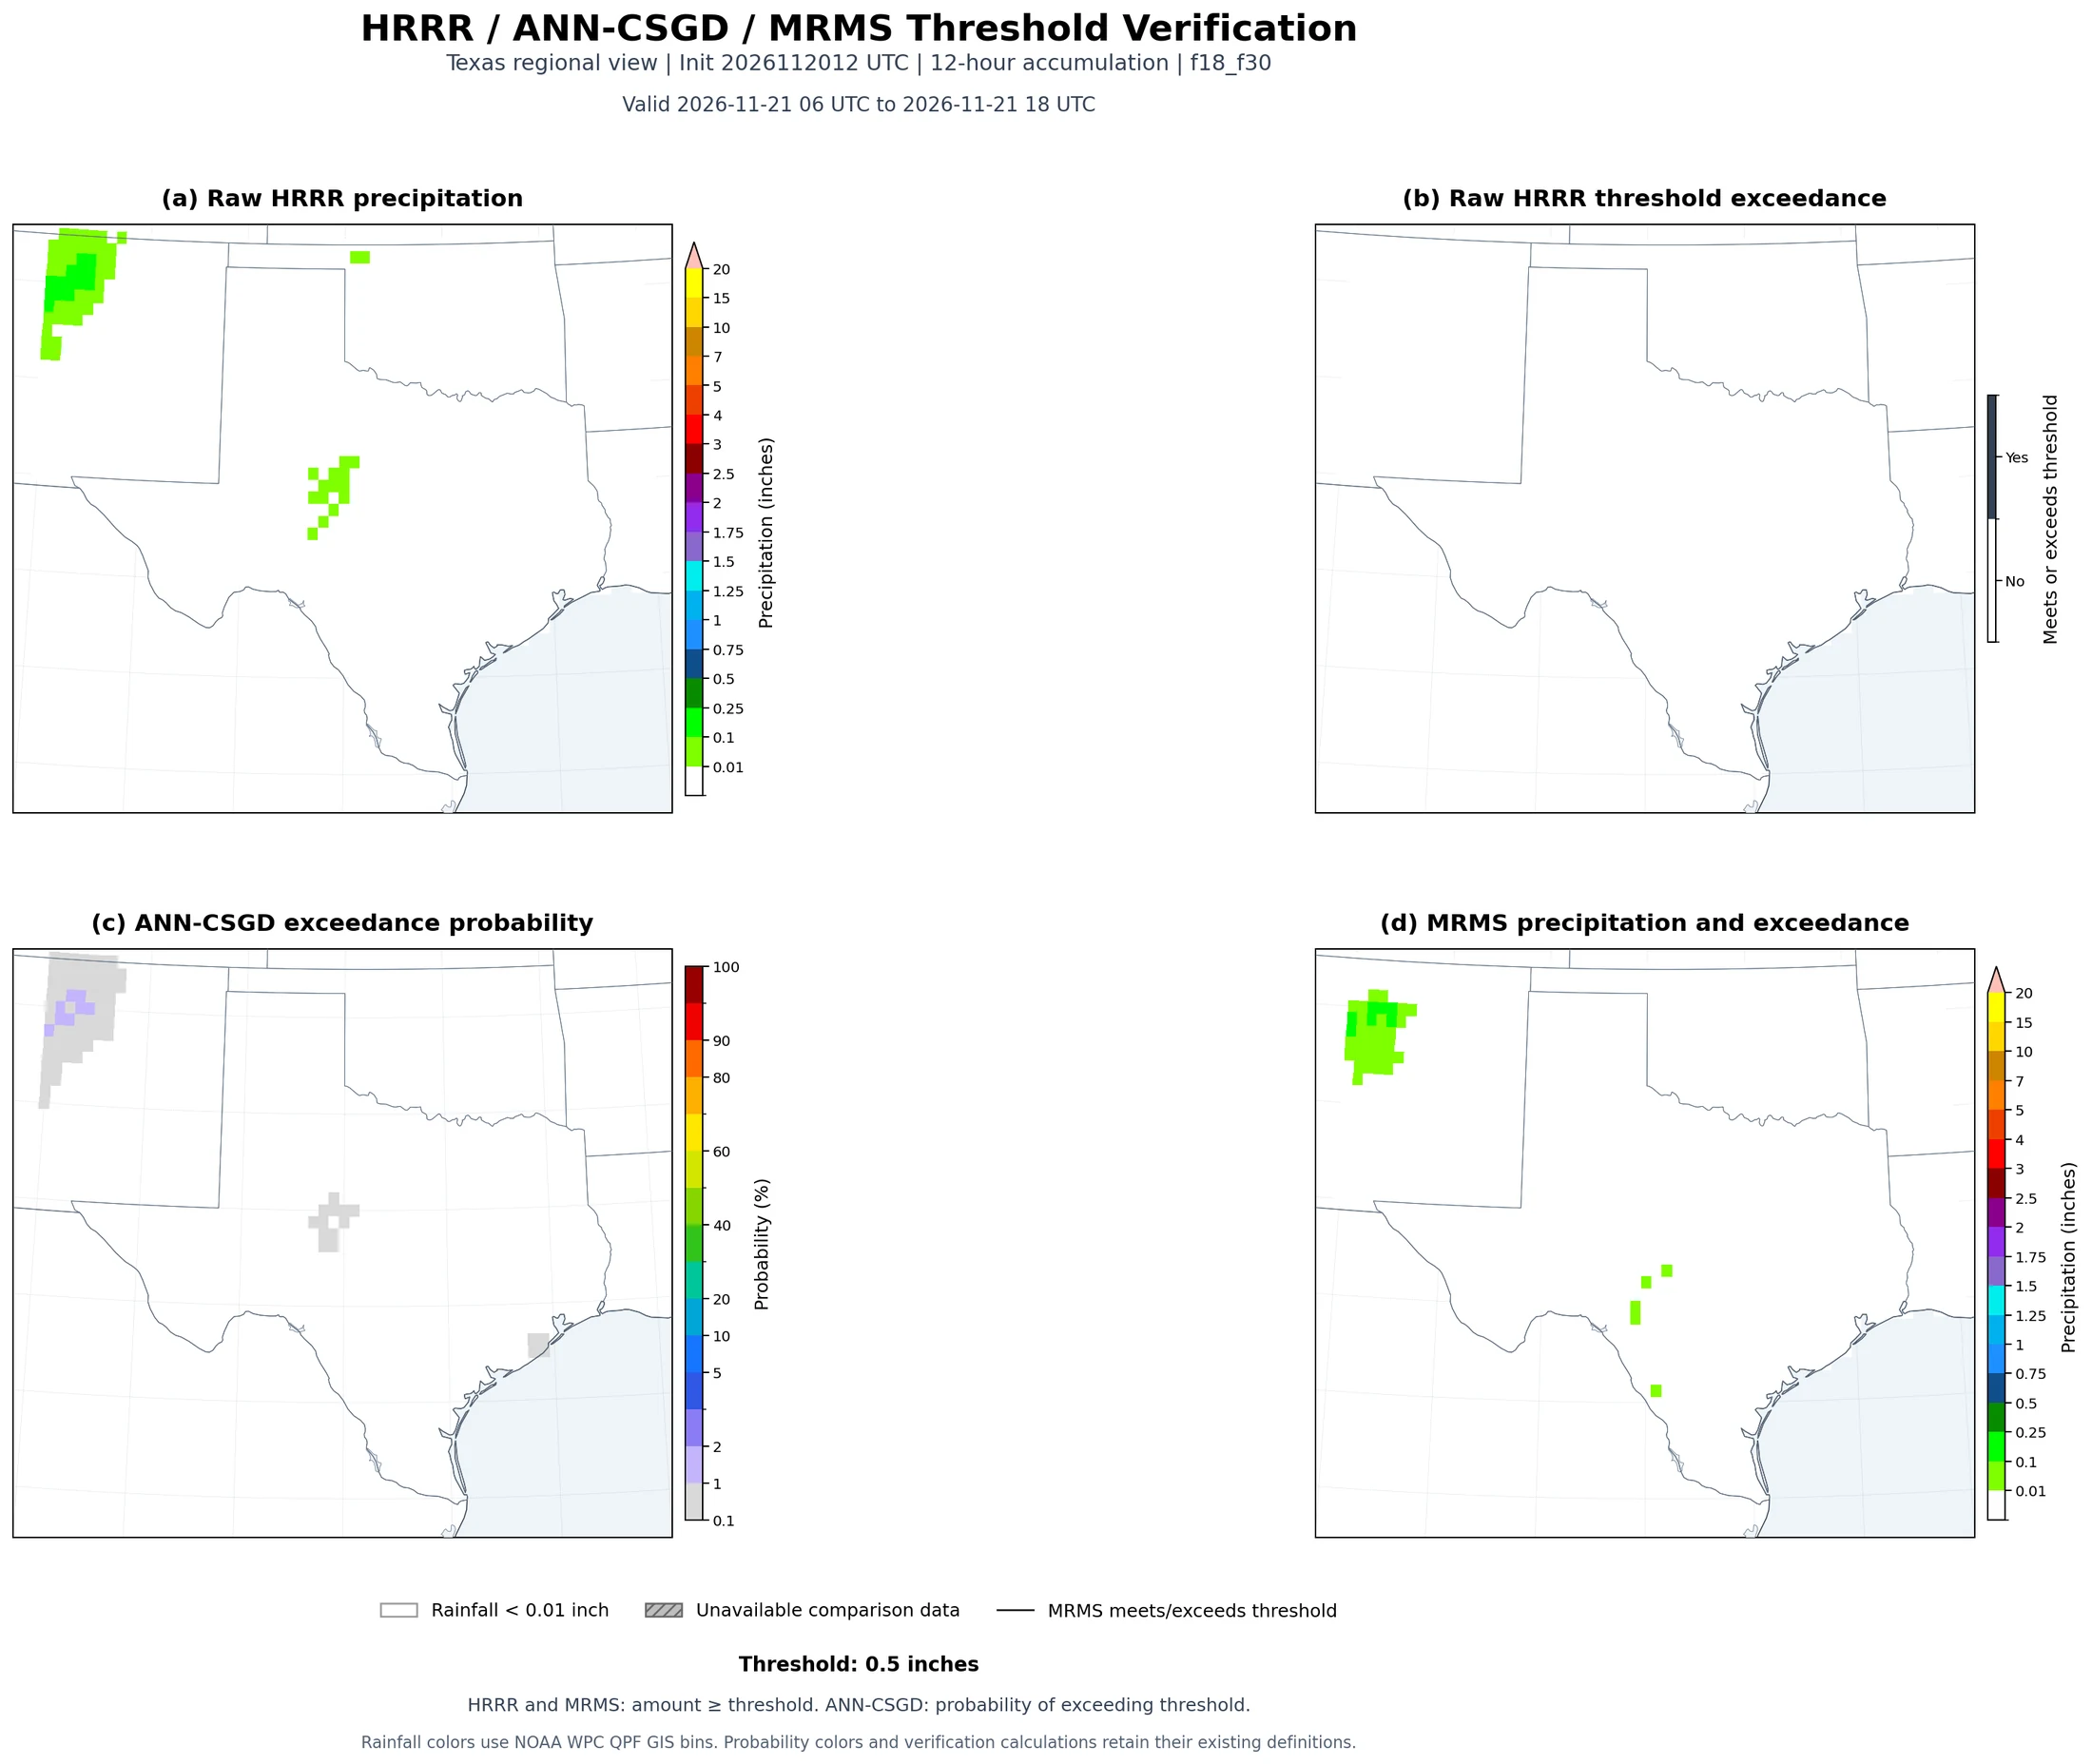 HRRR / ANN-CSGD / MRMS Threshold Verification
Texas regional view | Init 2026112012 UTC | 12-hour accumulation | f18_f30
Valid 2026-11-21 06 UTC to 2026-11-21 18 UTC
(a) Raw HRRR precipitation
20
15
10
7
5
4
3
2.5
2
1.75
1.5
1.25
1
0.75
0.5
0.25
0.1
0.01
Precipitation (inches)
(b) Raw HRRR threshold exceedance
Yes
No
Meets or exceeds threshold
(c) ANN-CSGD exceedance probability
100
90
80
60
40
20
10
5
2
1
0.1
Probability (%)
(d) MRMS precipitation and exceedance
20
15
10
7
5
4
3
2.5
2
1.75
1.5
1.25
1
0.75
0.5
0.25
0.1
0.01
Precipitation (inches)
Rainfall < 0.01 inch
Unavailable comparison data
MRMS meets/exceeds threshold
Threshold: 0.5 inches
HRRR and MRMS: amount ≥ threshold. ANN-CSGD: probability of exceeding threshold.
Rainfall colors use NOAA WPC QPF GIS bins. Probability colors and verification calculations retain their existing definitions.